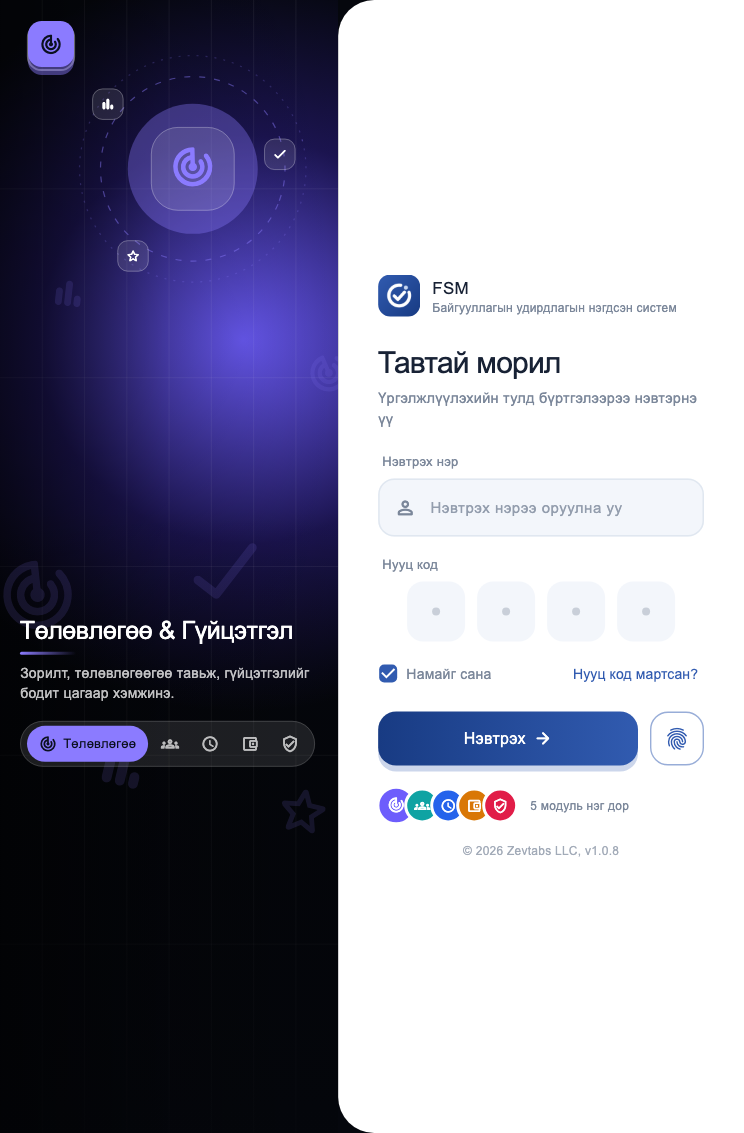 Төлөвлөгөө & Гүйцэтгэл
Зорилт, төлөвлөгөөгөө тавьж, гүйцэтгэлийг
бодит цагаар хэмжинэ.
Төлөвлөгөө
FSM
Байгууллагын удирдлагын нэгдсэн систем
Тавтай морил
Үргэлжлүүлэхийн тулд бүртгэлээрээ нэвтэрнэ
үү
Нэвтрэх нэр
Нэвтрэх нэрээ оруулна уу
Нууц код
Намайг сана
Нууц код мартсан?
Нэвтрэх
5 модуль нэг дор
© 2026 Zevtabs LLC, v1.0.8